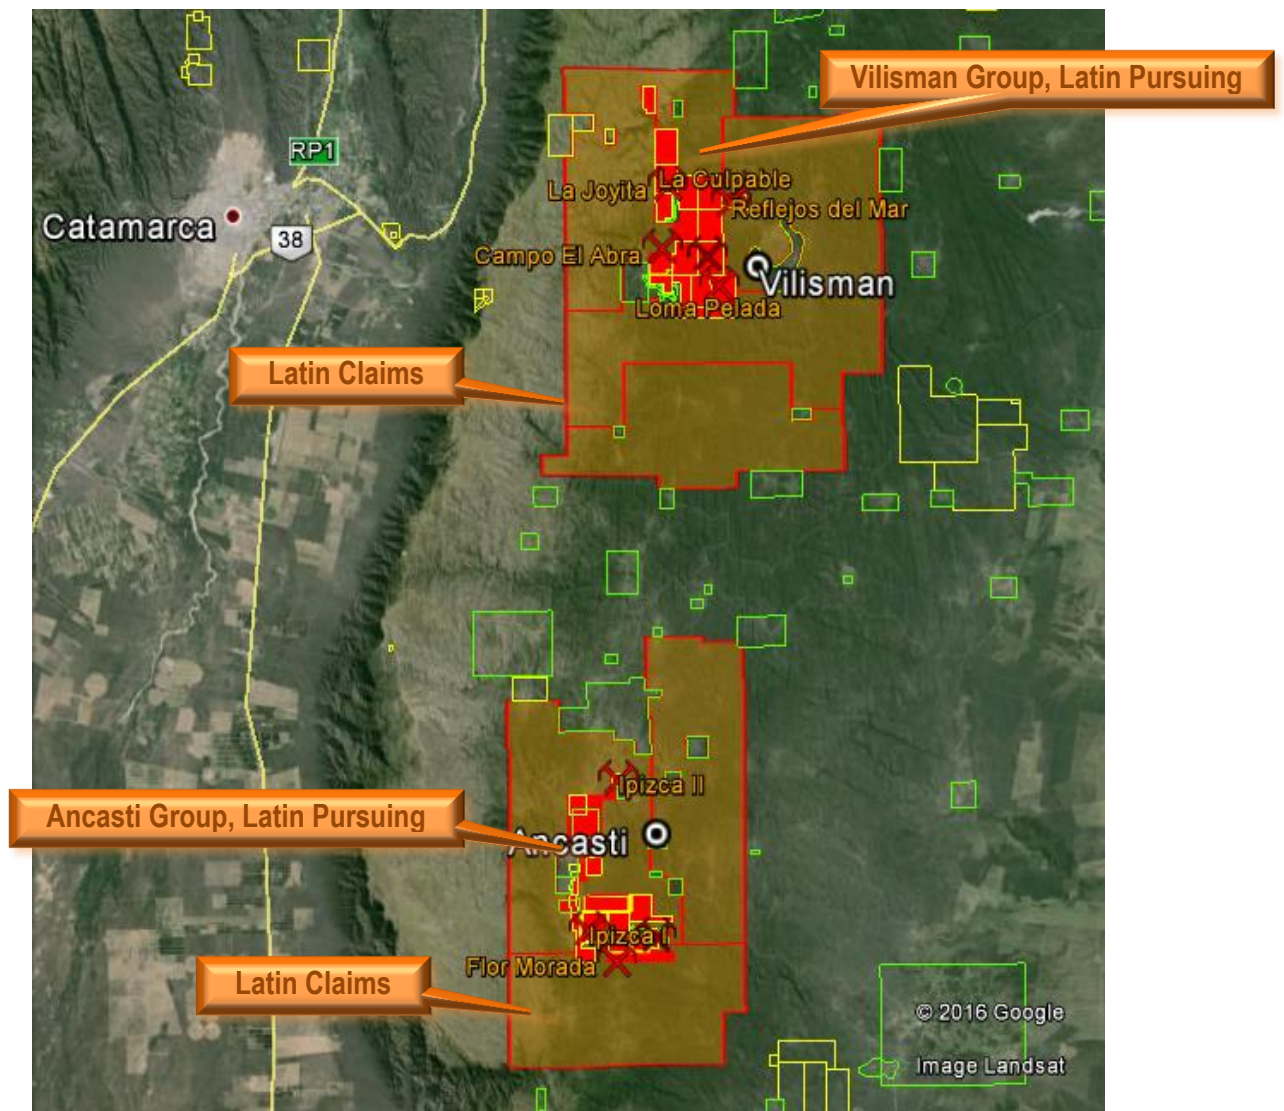 Vilisman Group, Latin Pursuing
RP1
La Culpable
La Joyita
Reflejos del Mar
Catamarca
38
Campo El Abra
Vilisman
Loma Pelada
Latin Claims
Ipizca II
Ancasti Group, Latin Pursuing
Ancasti
Ipizca I
Flor Morada
Latin Claims
© 2016 Google
Image Landsat